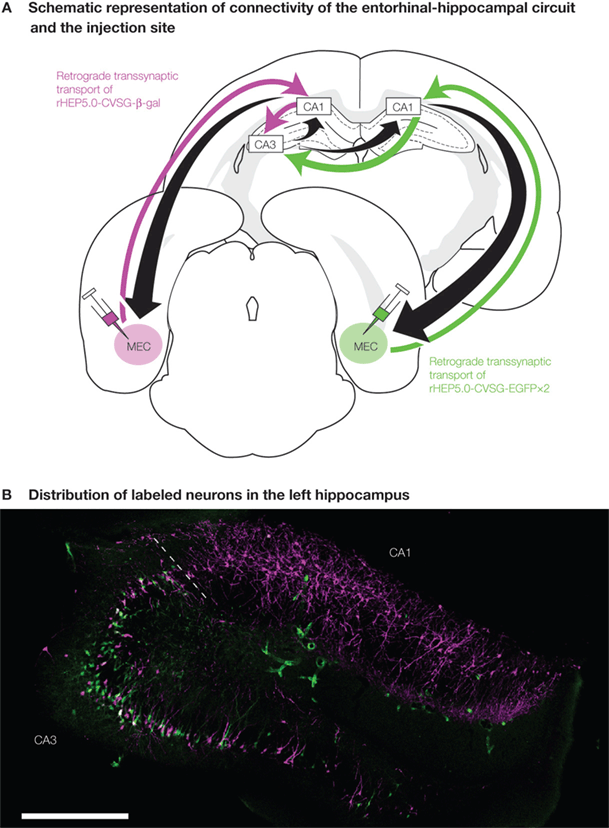 A Schematic representation of connectivity of the entorhinal-hippocampal circuit
and the injection site
Retrograde transsynaptic
transport of
rHEP5.0-CVSG-β-gal
CA1
CA1
CA3
MEC
MEC
Retrograde transsynaptic
transport of
rHEP5.0-CVSG-EGFP×2
B Distribution of labeled neurons in the left hippocampus
CA1
CA3